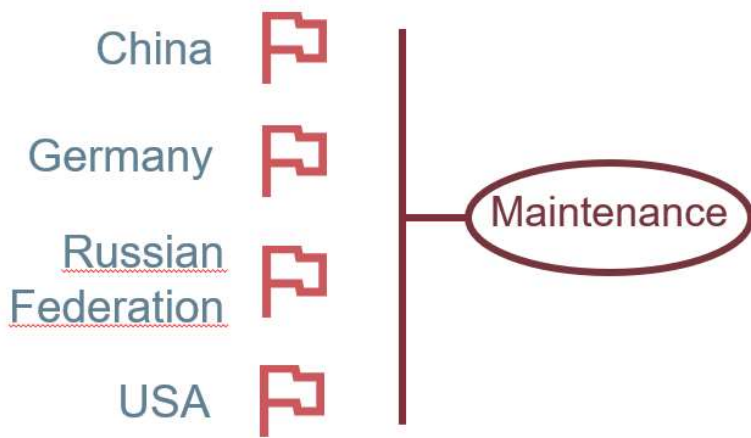 China
Germany
Russian
Federation
USA
Maintenance